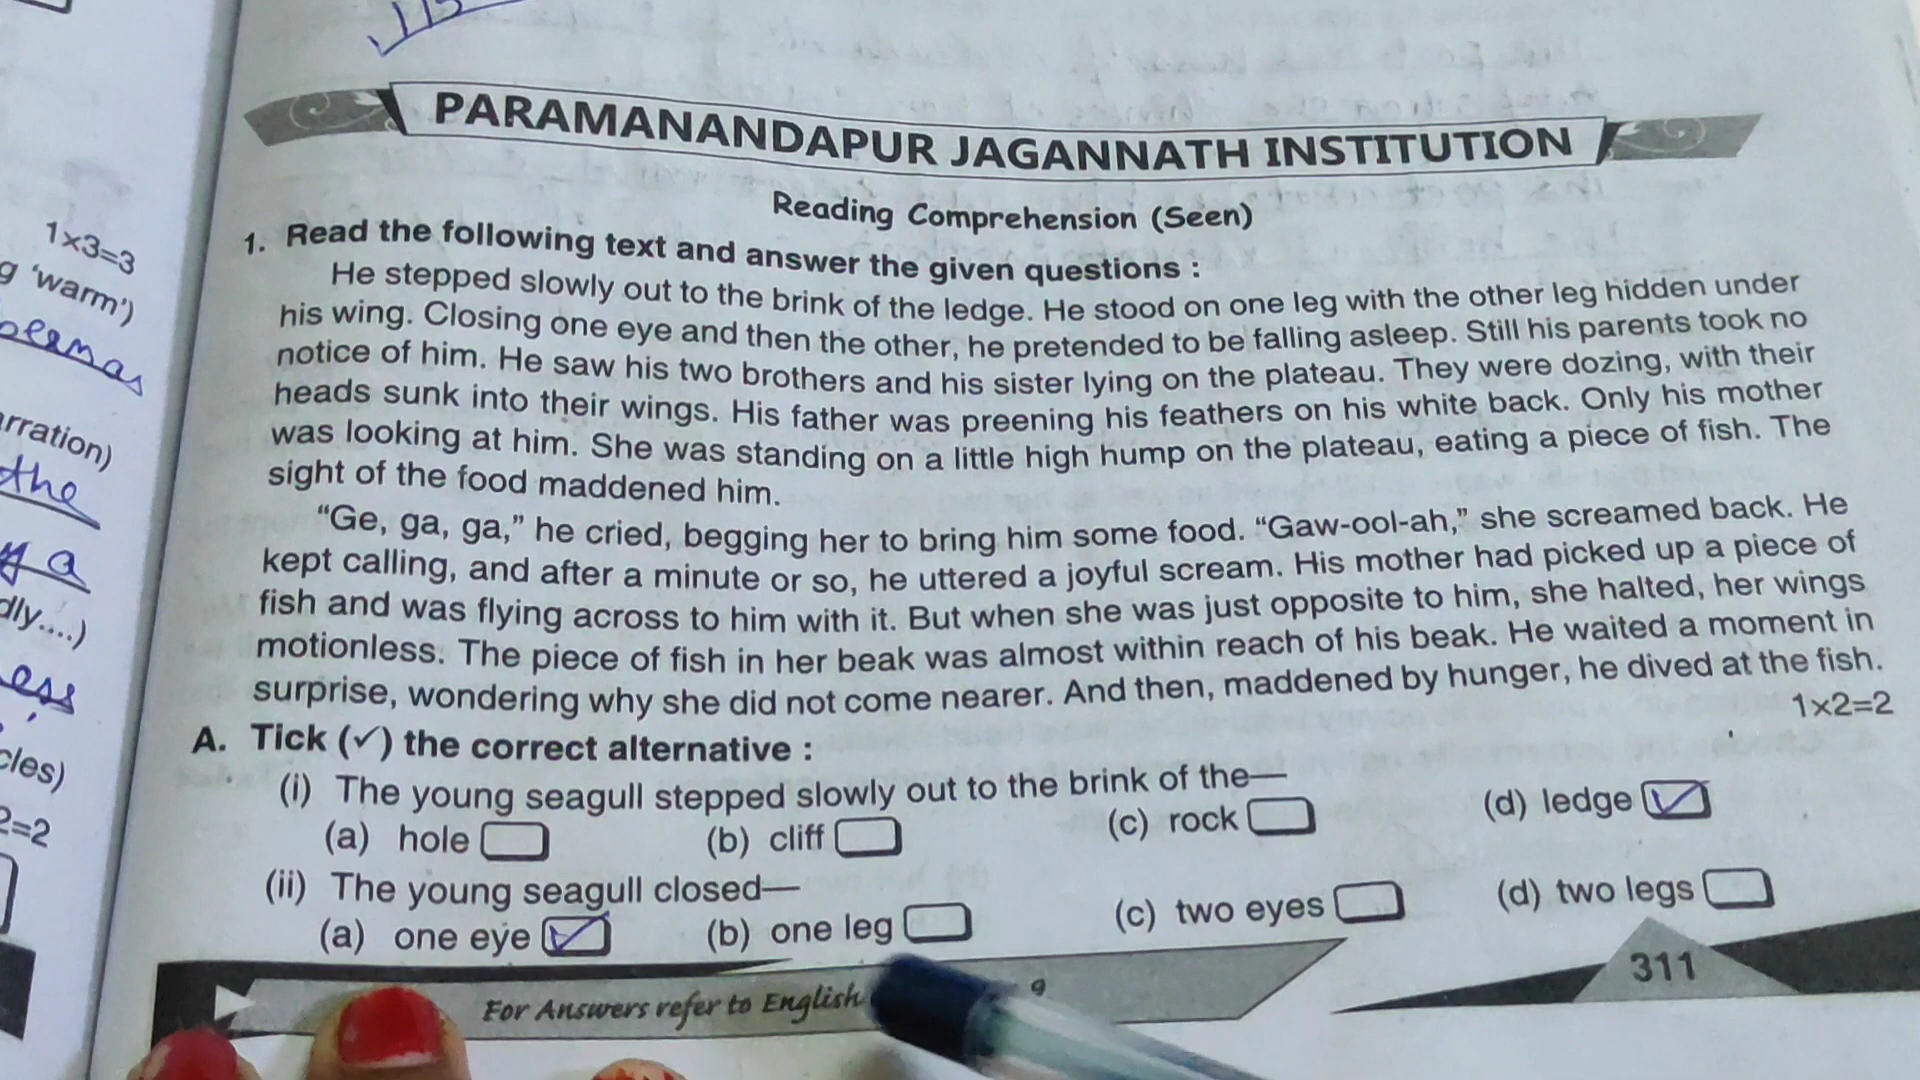 115
PARAMANANDAPUR JAGANNATH INSTITUTION
Reading Comprehension (Seen)
1. Read the following text and answer the given questions :
He stepped slowly out to the brink of the ledge. He stood on one leg with the other leg hidden under
his wing. Closing one eye and then the other, he pretended to be falling asleep. Still his parents took no
notice of him. He saw his two brothers and his sister lying on the plateau. They were dozing, with their
heads sunk into their wings. His father was preening his feathers on his white back. Only his mother
was looking at him. She was standing on a little high hump on the plateau, eating a piece of fish. The
sight of the food maddened him.
“Ge, ga, ga,” he cried, begging her to bring him some food. “Gaw-ool-ah,” she screamed back. He
kept calling, and after a minute or so, he uttered a joyful scream. His mother had picked up a piece of
fish and was flying across to him with it. But when she was just opposite to him, she halted, her wings
motionless. The piece of fish in her beak was almost within reach of his beak. He waited a moment in
surprise, wondering why she did not come nearer. And then, maddened by hunger, he dived at the fish.
A. Tick (✓) the correct alternative : 1×2=2
(i) The young seagull stepped slowly out to the brink of the—
(a) hole (b) cliff (c) rock (d) ledge ✓
(ii) The young seagull closed—
(a) one eye ✓ (b) one leg (c) two eyes (d) two legs
For Answers refer to English
311
1×3=3
g ‘warm’)
rration)
the
a
dly....)
ess
cles)
2=2